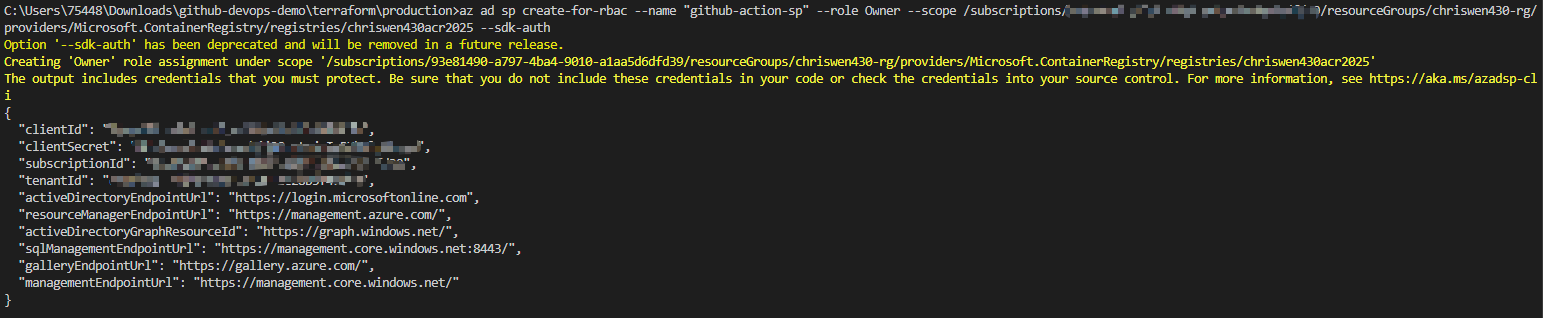 C:\Users\75448\Downloads\github-devops-demo\terraform\production>az ad sp create-for-rbac --name "github-action-sp" --role Owner --scope /subscriptions/ /resourceGroups/chriswen430-rg/
providers/Microsoft.ContainerRegistry/registries/chriswen430acr2025 --sdk-auth
Option '--sdk-auth' has been deprecated and will be removed in a future release.
Creating 'Owner' role assignment under scope '/subscriptions/93e81490-a797-4ba4-9010-a1aa5d6dfd39/resourceGroups/chriswen430-rg/providers/Microsoft.ContainerRegistry/registries/chriswen430acr2025'
The output includes credentials that you must protect. Be sure that you do not include these credentials in your code or check the credentials into your source control. For more information, see https://aka.ms/azadsp-cl
i
{
"clientId": "",
"clientSecret": "",
"subscriptionId": "",
"tenantId": "",
"activeDirectoryEndpointUrl": "https://login.microsoftonline.com",
"resourceManagerEndpointUrl": "https://management.azure.com/",
"activeDirectoryGraphResourceId": "https://graph.windows.net/",
"sqlManagementEndpointUrl": "https://management.core.windows.net:8443/",
"galleryEndpointUrl": "https://gallery.azure.com/",
"managementEndpointUrl": "https://management.core.windows.net/"
}